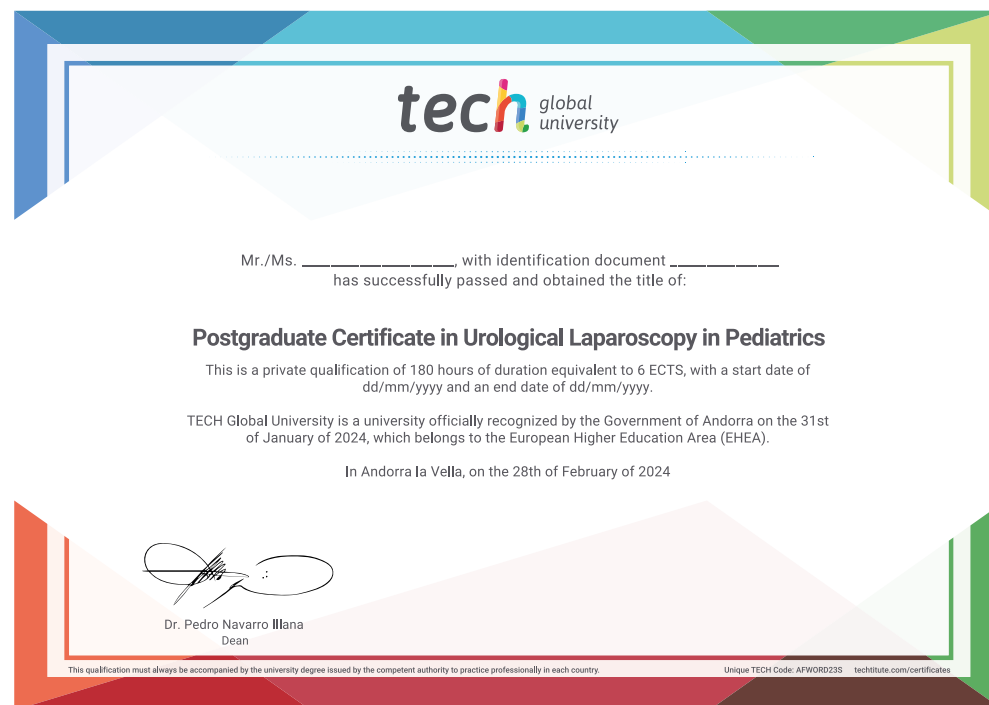 tech global university
Mr./Ms. ___________________, with identification document ______________
has successfully passed and obtained the title of:
Postgraduate Certificate in Urological Laparoscopy in Pediatrics
This is a private qualification of 180 hours of duration equivalent to 6 ECTS, with a start date of
dd/mm/yyyy and an end date of dd/mm/yyyy.
TECH Global University is a university officially recognized by the Government of Andorra on the 31st
of January of 2024, which belongs to the European Higher Education Area (EHEA).
In Andorra la Vella, on the 28th of February of 2024
Dr. Pedro Navarro Illana
Dean
This qualification must always be accompanied by the university degree issued by the competent authority to practice professionally in each country.
Unique TECH Code: AFWORD23S techtitute.com/certificates